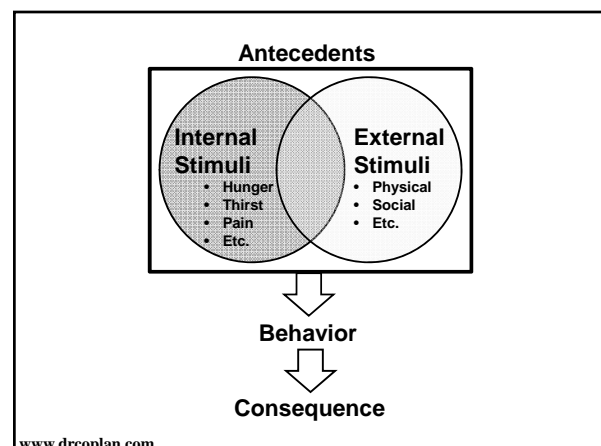 Antecedents
Internal
Stimuli
• Hunger
• Thirst
• Pain
• Etc.
External
Stimuli
• Physical
• Social
• Etc.
Behavior
Consequence
www.drcoplan.com